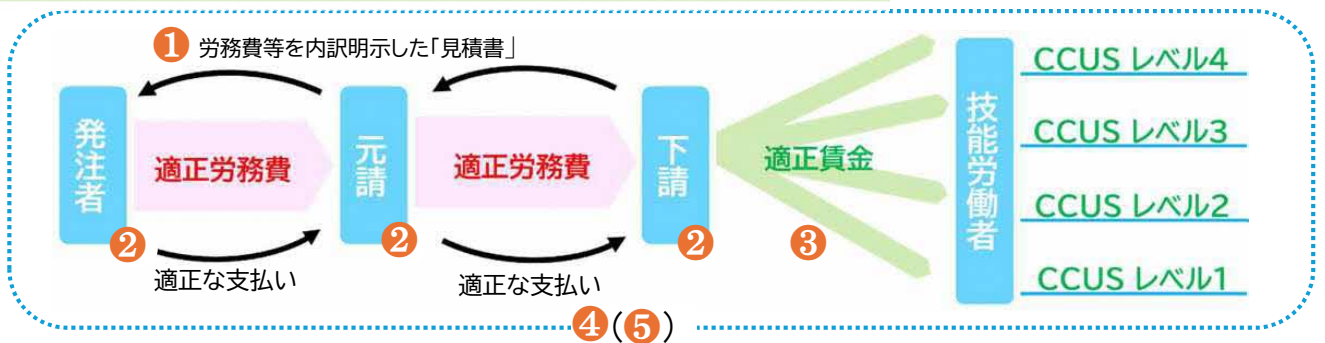 ❶ 労務費等を内訳明示した「見積書」
発注者
適正労務費
元請
適正労務費
下請
適正賃金
技能労働者
CCUS レベル4
CCUS レベル3
CCUS レベル2
CCUS レベル1
❷
❷
❷
❸
適正な支払い
適正な支払い
❹(❺)